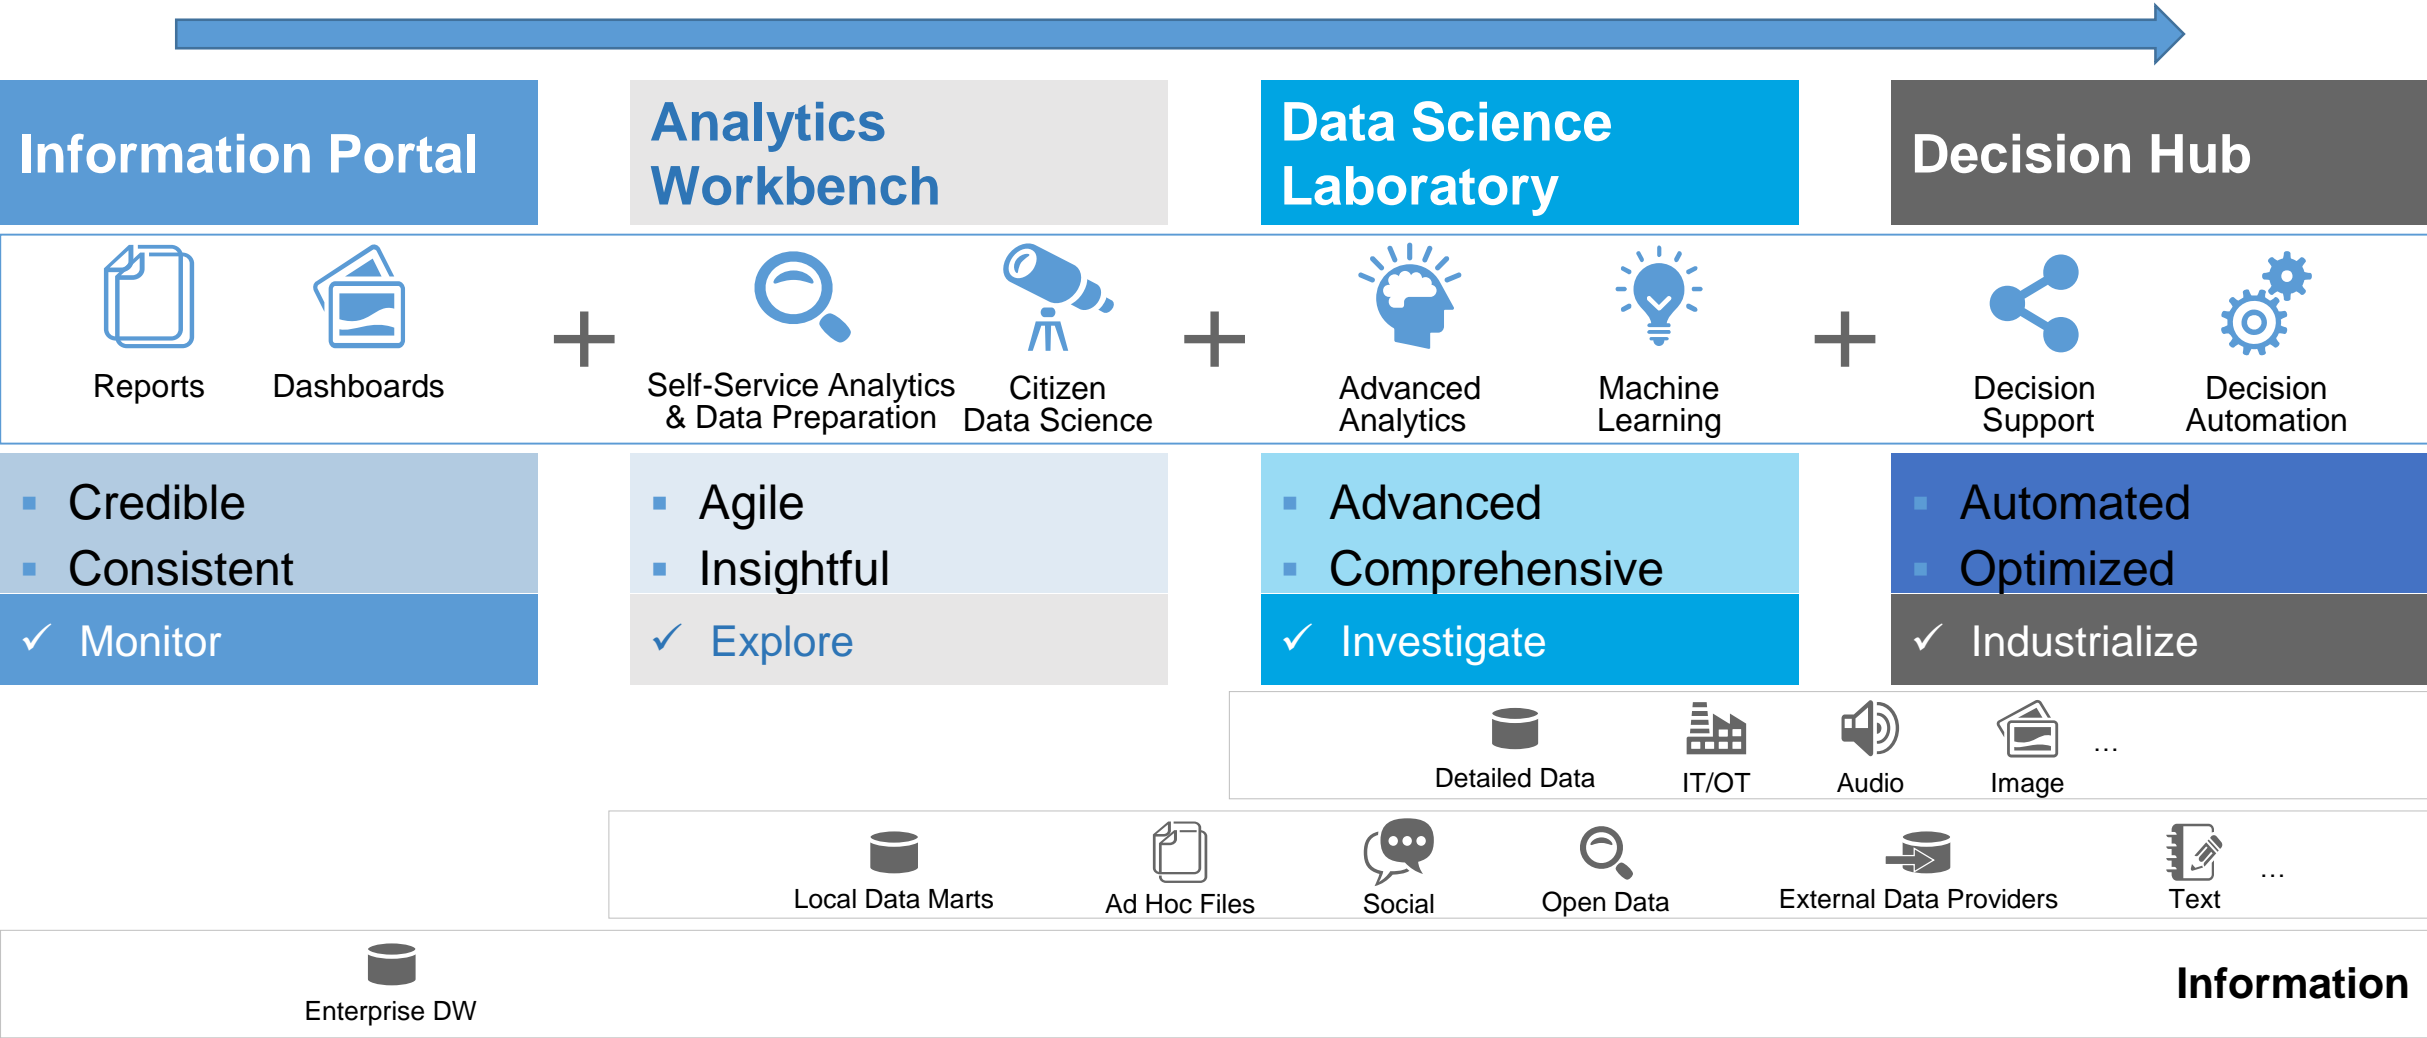 Information Portal
Analytics
Workbench
Data Science
Laboratory
Decision Hub
Reports
Dashboards
Self-Service Analytics
& Data Preparation
Citizen
Data Science
Advanced
Analytics
Machine
Learning
Decision
Support
Decision
Automation
Credible
Consistent
Monitor
Agile
Insightful
Explore
Advanced
Comprehensive
Investigate
Automated
Optimized
Industrialize
Detailed Data
IT/OT
Audio
Image
...
Local Data Marts
Ad Hoc Files
Social
Open Data
External Data Providers
Text
...
Enterprise DW
Information